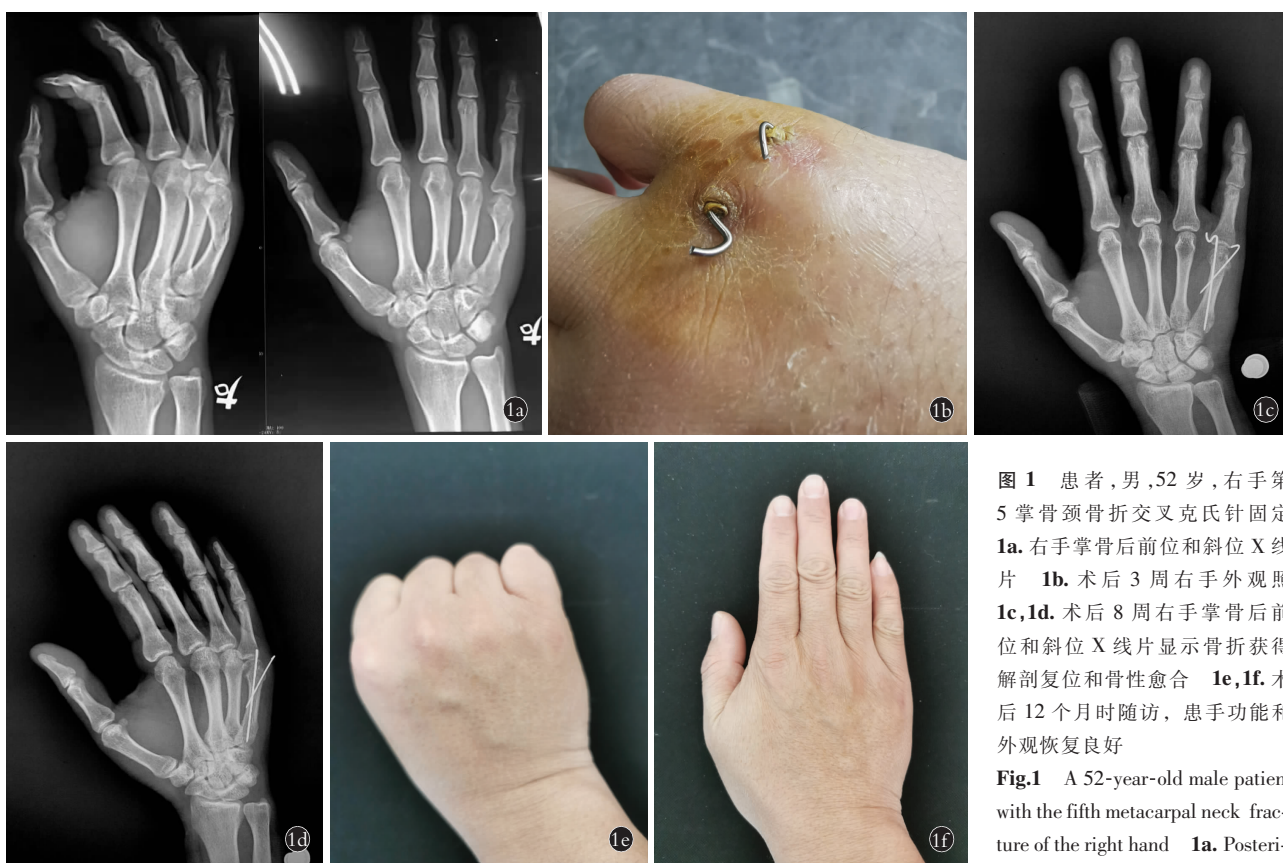 右
右
1a
1b
1c
1d
1e
1f
图 1 患者,男,52 岁,右手第
5 掌骨颈骨折交叉克氏针固定
1a. 右手掌骨后前位和斜位 X 线
片 1b. 术后 3 周右手外观照
1c,1d. 术后 8 周右手掌骨后前
位和斜位 X 线片显示骨折获得
解剖复位和骨性愈合 1e,1f. 术
后 12 个月时随访,患手功能和
外观恢复良好
Fig.1 A 52-year-old male patien
with the fifth metacarpal neck frac-
ture of the right hand 1a. Posteri-